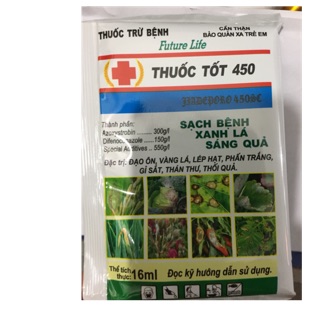 THUỐC TRỪ BỆNH
CẨN THẬN
BẢO QUẢN XA TRẺ EM
Future Life
THUỐC TỐT 450
Thành phần:
Azoxystrobin .......... 300g/l
Difenoconazole ...... 150g/l
Special Additives .. 550g/l
SẠCH BỆNH
XANH LÁ
SÁNG QUẢ
Đặc trị: ĐẠO ÔN, VÀNG LÁ, LÉP HẠT, PHẤN TRẮNG,
GỈ SẮT, THÁN THƯ, THỐI QUẢ.
Thể tích
thực: 16ml
Đọc kỹ hướng dẫn sử dụng.